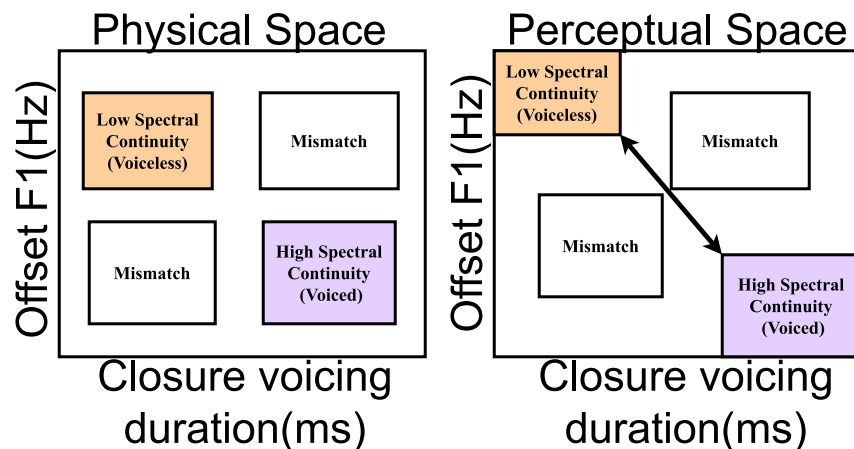 Physical Space
Offset F1(Hz)
Low Spectral
Continuity
(Voiceless)
Mismatch
Mismatch
High Spectral
Continuity
(Voiced)
Closure voicing
duration(ms)
Perceptual Space
Offset F1(Hz)
Low Spectral
Continuity
(Voiceless)
Mismatch
Mismatch
High Spectral
Continuity
(Voiced)
Closure voicing
duration(ms)